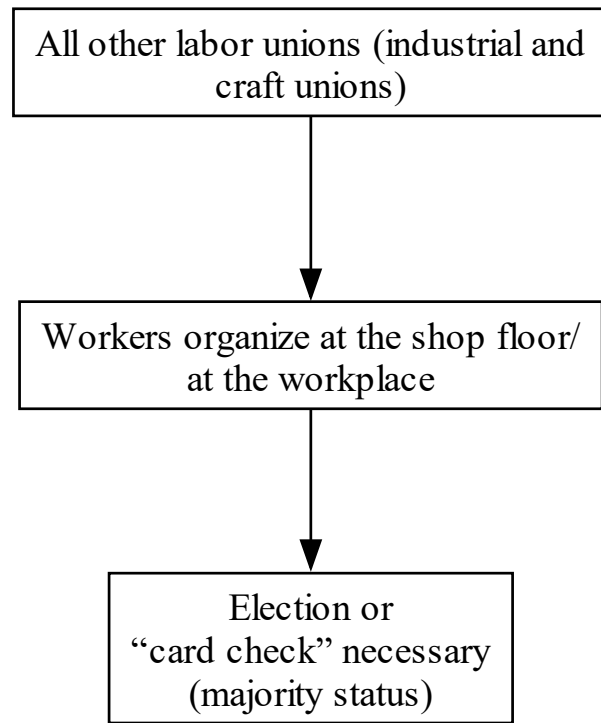 All other labor unions (industrial and
craft unions)
Workers organize at the shop floor/
at the workplace
Election or
“card check” necessary
(majority status)